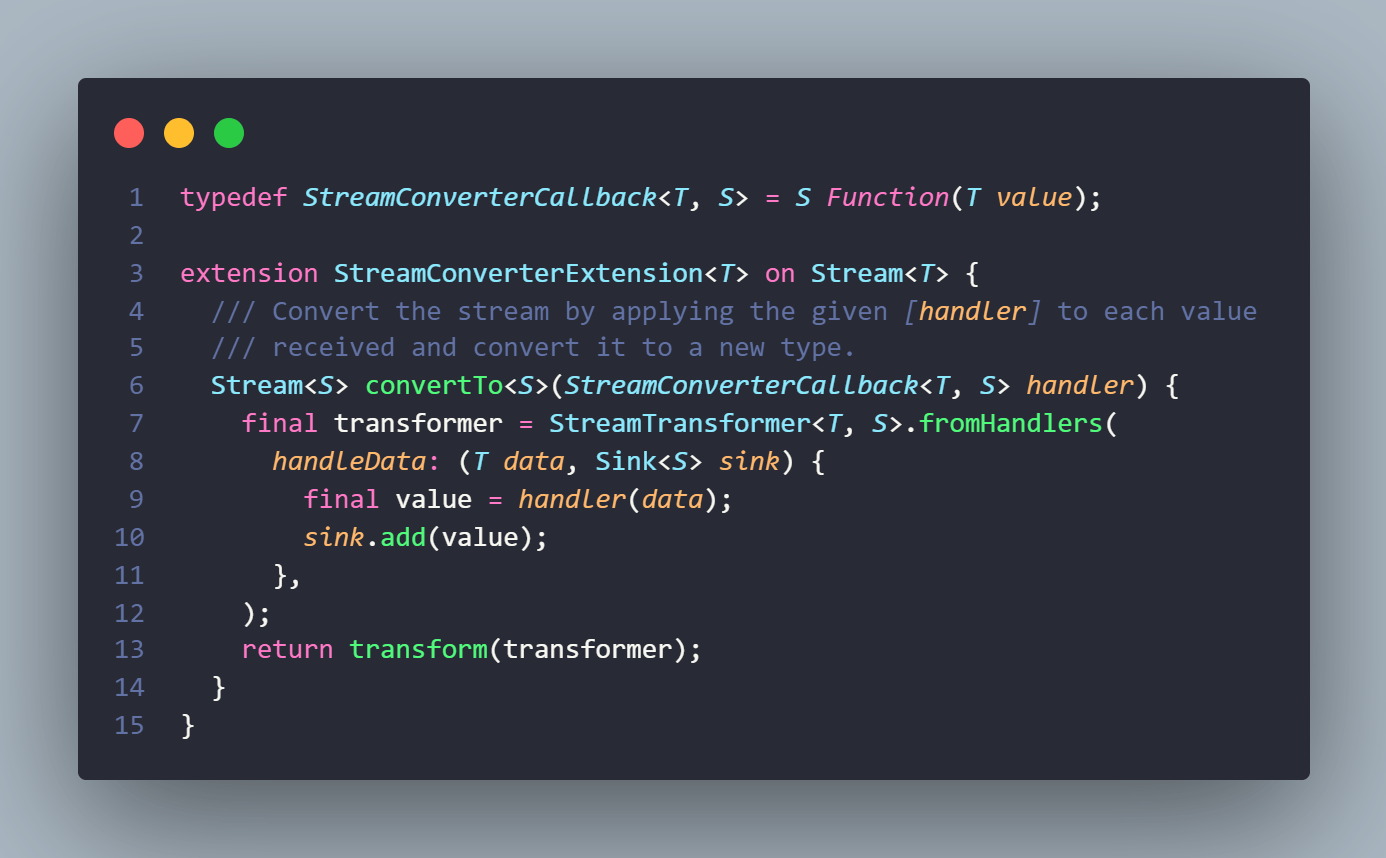 1 typedef StreamConverterCallback<T, S> = S Function(T value);
2
3 extension StreamConverterExtension<T> on Stream<T> {
4   /// Convert the stream by applying the given [handler] to each value
5   /// received and convert it to a new type.
6   Stream<S> convertTo<S>(StreamConverterCallback<T, S> handler) {
7     final transformer = StreamTransformer<T, S>.fromHandlers(
8       handleData: (T data, Sink<S> sink) {
9         final value = handler(data);
10         sink.add(value);
11       },
12     );
13     return transform(transformer);
14   }
15 }